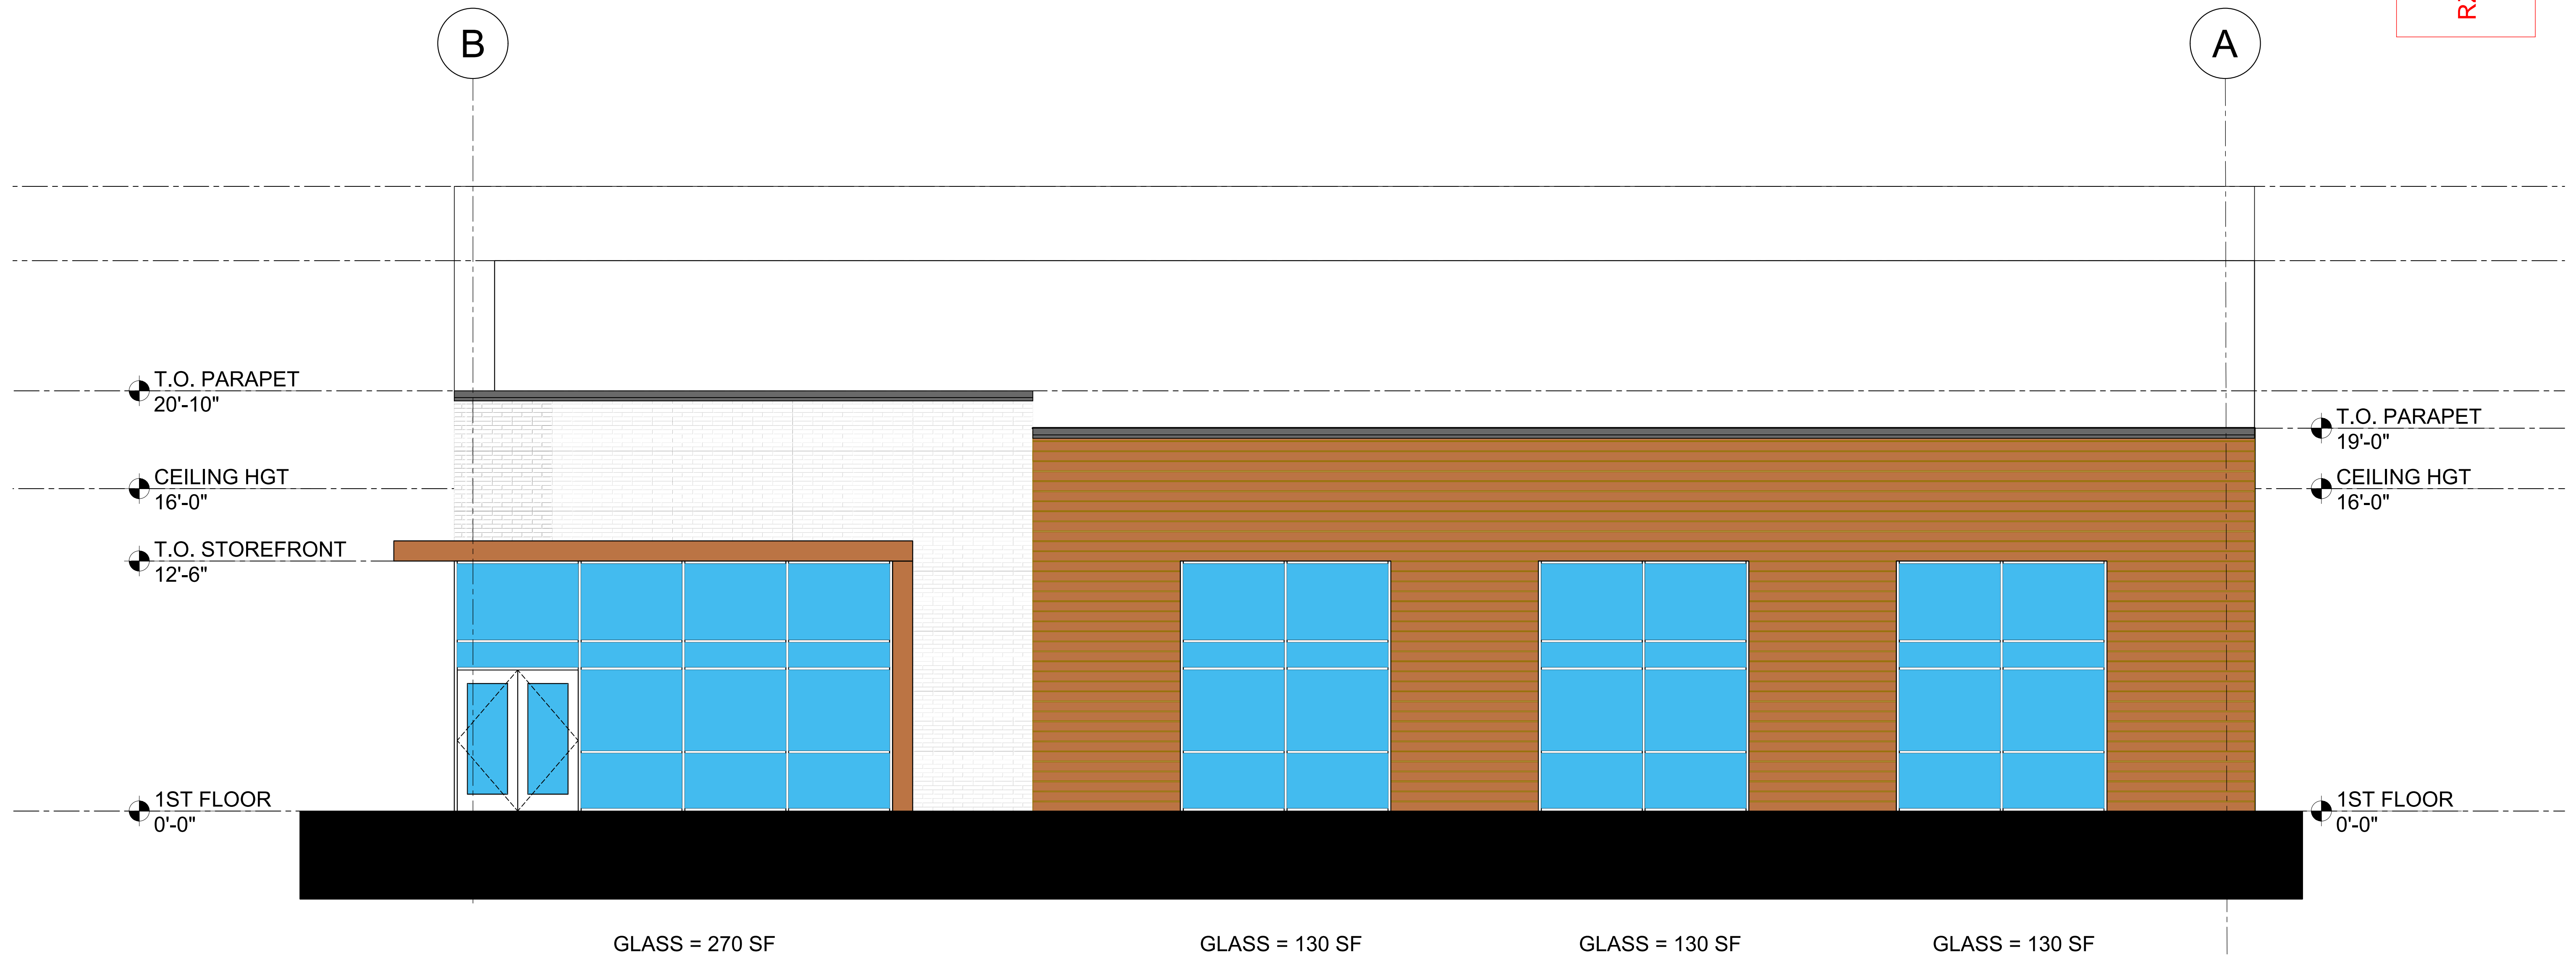 B
A
T.O. PARAPET
20'-10"
T.O. PARAPET
19'-0"
CEILING HGT
16'-0"
CEILING HGT
16'-0"
T.O. STOREFRONT
12'-6"
1ST FLOOR
0'-0"
1ST FLOOR
0'-0"
GLASS = 270 SF
GLASS = 130 SF
GLASS = 130 SF
GLASS = 130 SF